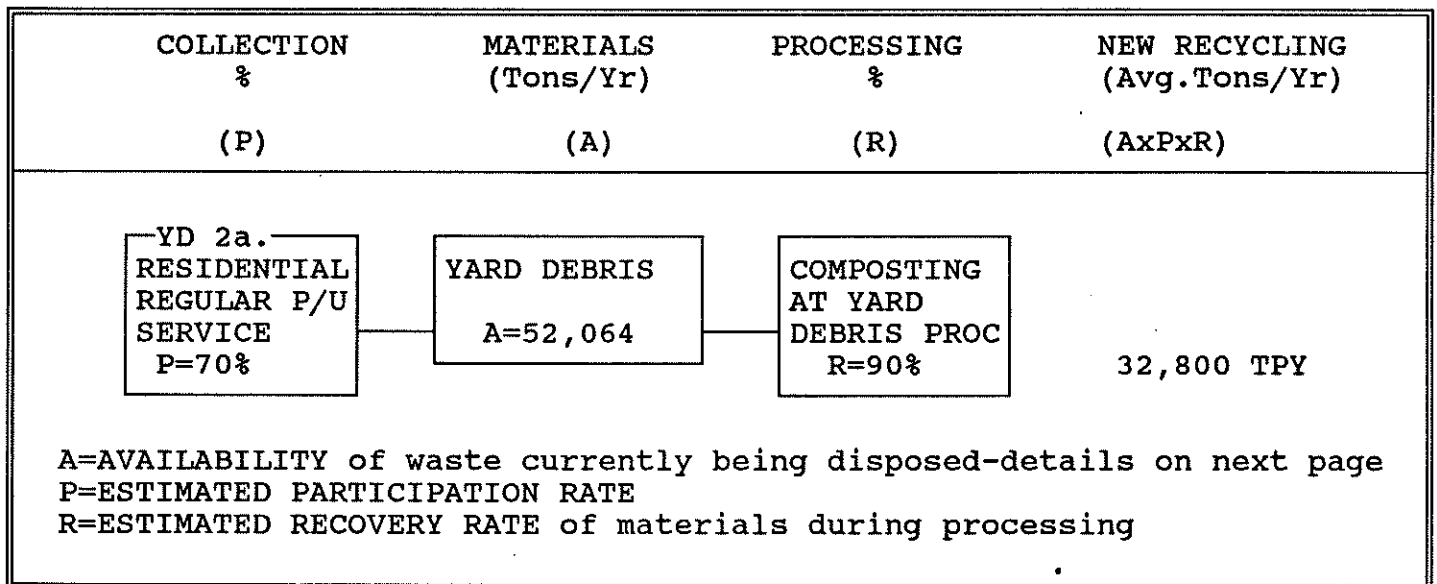 COLLECTION MATERIALS PROCESSING NEW RECYCLING
% (Tons/Yr) % (Avg.Tons/Yr)
(P) (A) (R) (AxPxR)
YD 2a.
RESIDENTIAL YARD DEBRIS COMPOSTING
REGULAR P/U AT YARD
SERVICE A=52,064 DEBRIS PROC
P=70% R=90% 32,800 TPY
A=AVAILABILITY of waste currently being disposed-details on next page
P=ESTIMATED PARTICIPATION RATE
R=ESTIMATED RECOVERY RATE of materials during processing